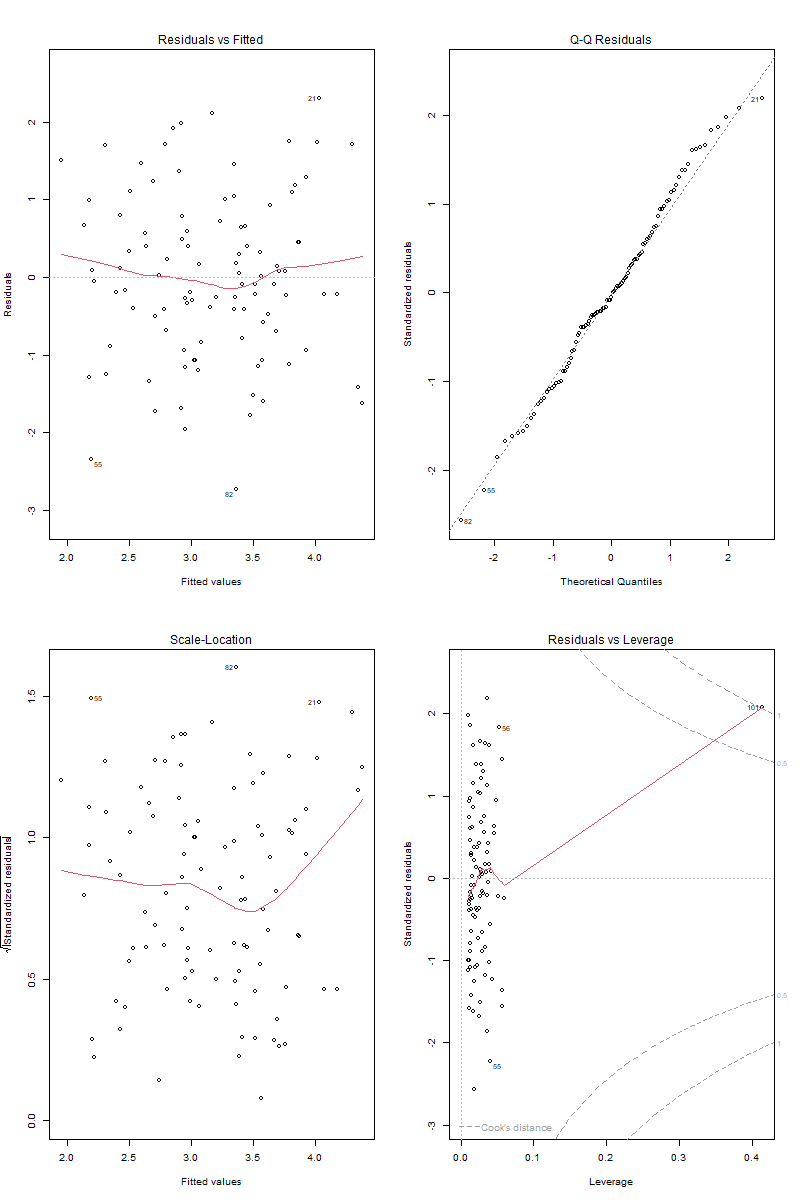 Residuals vs Fitted
Residuals
2
1
0
-1
-2
-3
21
55
82
2.0 2.5 3.0 3.5 4.0
Fitted values
Q-Q Residuals
Standardized residuals
2
1
0
-1
-2
21
55
82
-2 -1 0 1 2
Theoretical Quantiles
Scale-Location
√|Standardized residuals|
1.5
1.0
0.5
0.0
82
55
21
2.0 2.5 3.0 3.5 4.0
Fitted values
Residuals vs Leverage
Standardized residuals
2
1
0
-1
-2
-3
101
56
55
1
0.5
0.5
1
Cook's distance
0.0 0.1 0.2 0.3 0.4
Leverage